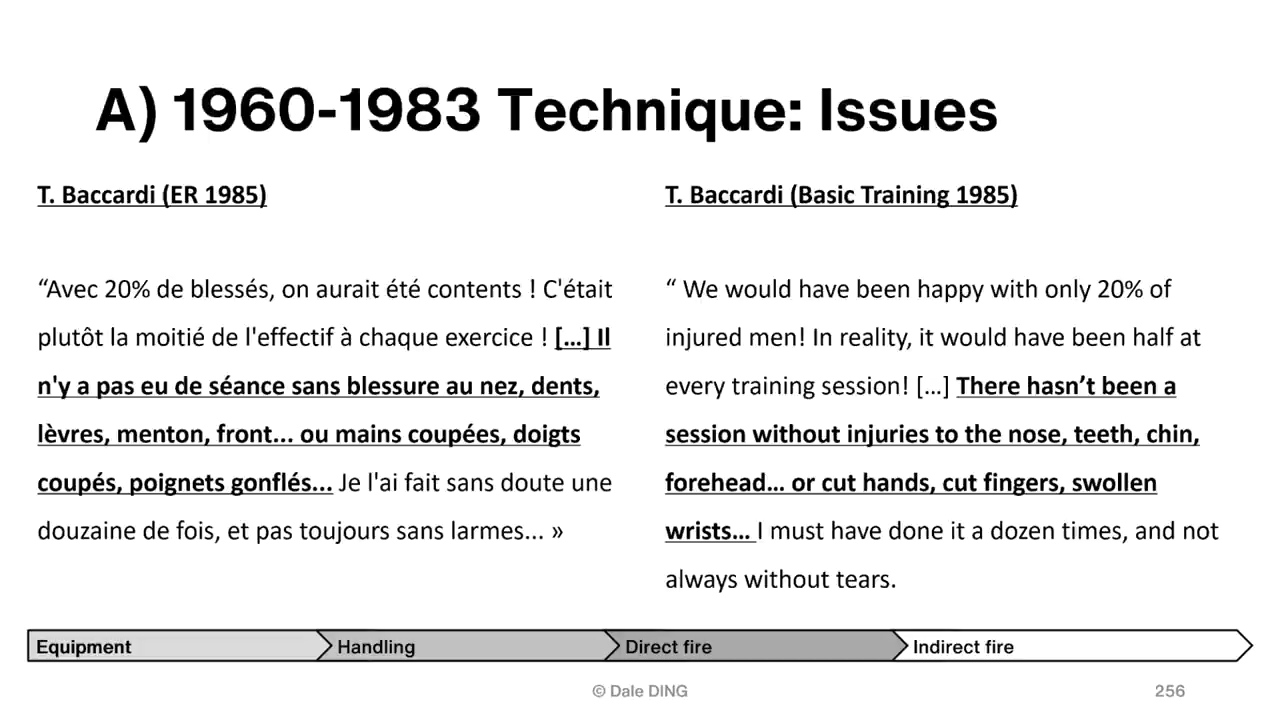 A) 1960-1983 Technique: Issues
T. Baccardi (ER 1985)
“Avec 20% de blessés, on aurait été contents ! C'était
plutôt la moitié de l'effectif à chaque exercice ! […] Il
n'y a pas eu de séance sans blessure au nez, dents,
lèvres, menton, front... ou mains coupées, doigts
coupés, poignets gonflés... Je l'ai fait sans doute une
douzaine de fois, et pas toujours sans larmes... »
T. Baccardi (Basic Training 1985)
“ We would have been happy with only 20% of
injured men! In reality, it would have been half at
every training session! […] There hasn’t been a
session without injuries to the nose, teeth, chin,
forehead… or cut hands, cut fingers, swollen
wrists… I must have done it a dozen times, and not
always without tears.
Equipment
Handling
Direct fire
Indirect fire
© Dale DING
256